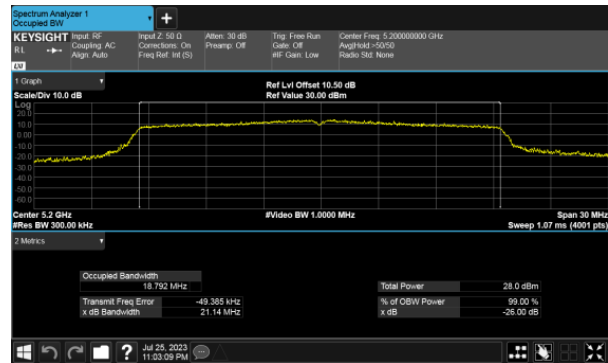 Spectrum Analyzer 1
Occupied BW
+
KEYSIGHT Input: RF Input Z: 50 Ω Atten: 30 dB Trig: Free Run Center Freq: 5.200000000 GHz
RL Coupling: AC Corrections: On Preamp: Off Gate: Off Avg|Hold:>50/50
Align: Auto Freq Ref: Int (S) #IF Gain: Low Radio Std: None
LXI
1 Graph
Ref Lvl Offset 10.50 dB
Scale/Div 10.0 dB Ref Value 30.00 dBm
Log
20.0
10.0
0.00
-10.0
-20.0
-30.0
-40.0
-50.0
-60.0
Center 5.2 GHz #Video BW 1.0000 MHz Span 30 MHz
#Res BW 300.00 kHz Sweep 1.07 ms (4001 pts)
2 Metrics
Occupied Bandwidth
18.792 MHz Total Power 28.0 dBm
Transmit Freq Error -49.385 kHz % of OBW Power 99.00 %
x dB Bandwidth 21.14 MHz x dB -26.00 dB
? Jul 25, 2023
11:03:09 PM